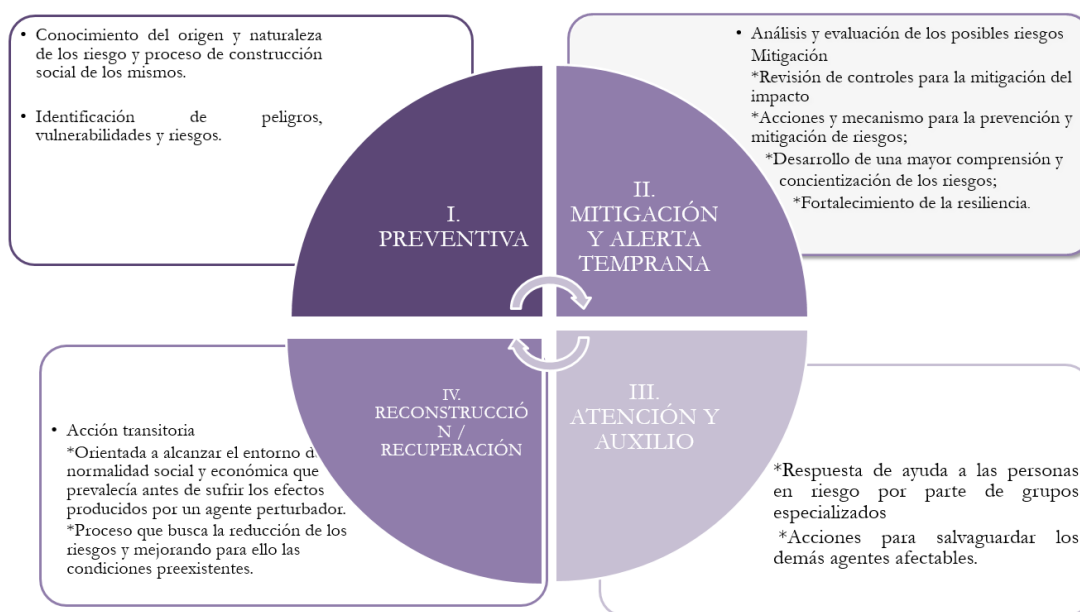 • Conocimiento del origen y naturaleza
de los riesgo y proceso de construcción
social de los mismos.
• Identificación de peligros,
vulnerabilidades y riesgos.
• Análisis y evaluación de los posibles riesgos
Mitigación
*Revisión de controles para la mitigación del
impacto
*Acciones y mecanismo para la prevención y
mitigación de riesgos;
*Desarrollo de una mayor comprensión y
concientización de los riesgos;
*Fortalecimiento de la resiliencia.
I.
PREVENTIVA
II.
MITIGACIÓN
Y ALERTA
TEMPRANA
IV.
RECONSTRUCCIÓ
N /
RECUPERACIÓN
III.
ATENCIÓN Y
AUXILIO
• Acción transitoria
*Orientada a alcanzar el entorno d
normalidad social y económica que
prevalecía antes de sufrir los efectos
producidos por un agente perturbador.
*Proceso que busca la reducción de los
riesgos y mejorando para ello las
condiciones preexistentes.
*Respuesta de ayuda a las personas
en riesgo por parte de grupos
especializados
*Acciones para salvaguardar los
demás agentes afectables.